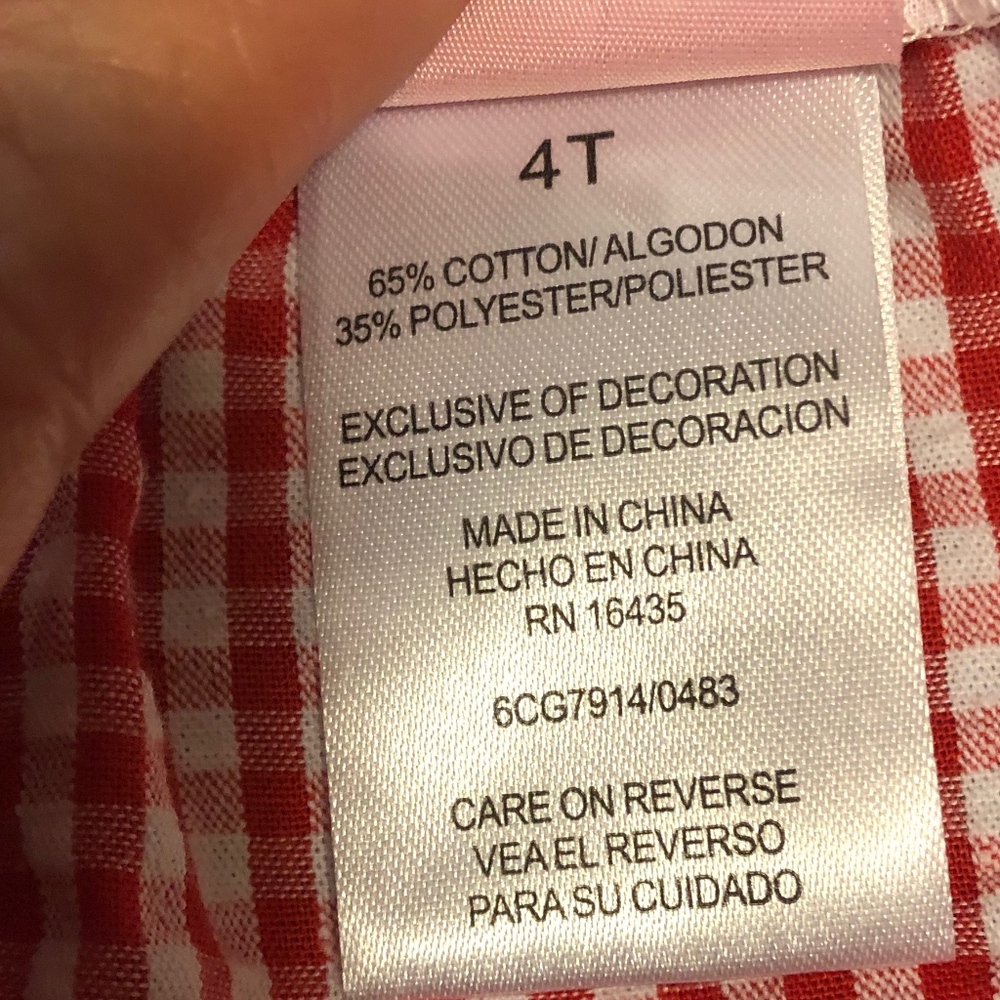 4T
65% COTTON/ALGODON
35% POLYESTER/POLIESTER
EXCLUSIVE OF DECORATION
EXCLUSIVO DE DECORACION
MADE IN CHINA
HECHO EN CHINA
RN 16435
6CG7914/0483
CARE ON REVERSE
VEA EL REVERSO
PARA SU CUIDADO